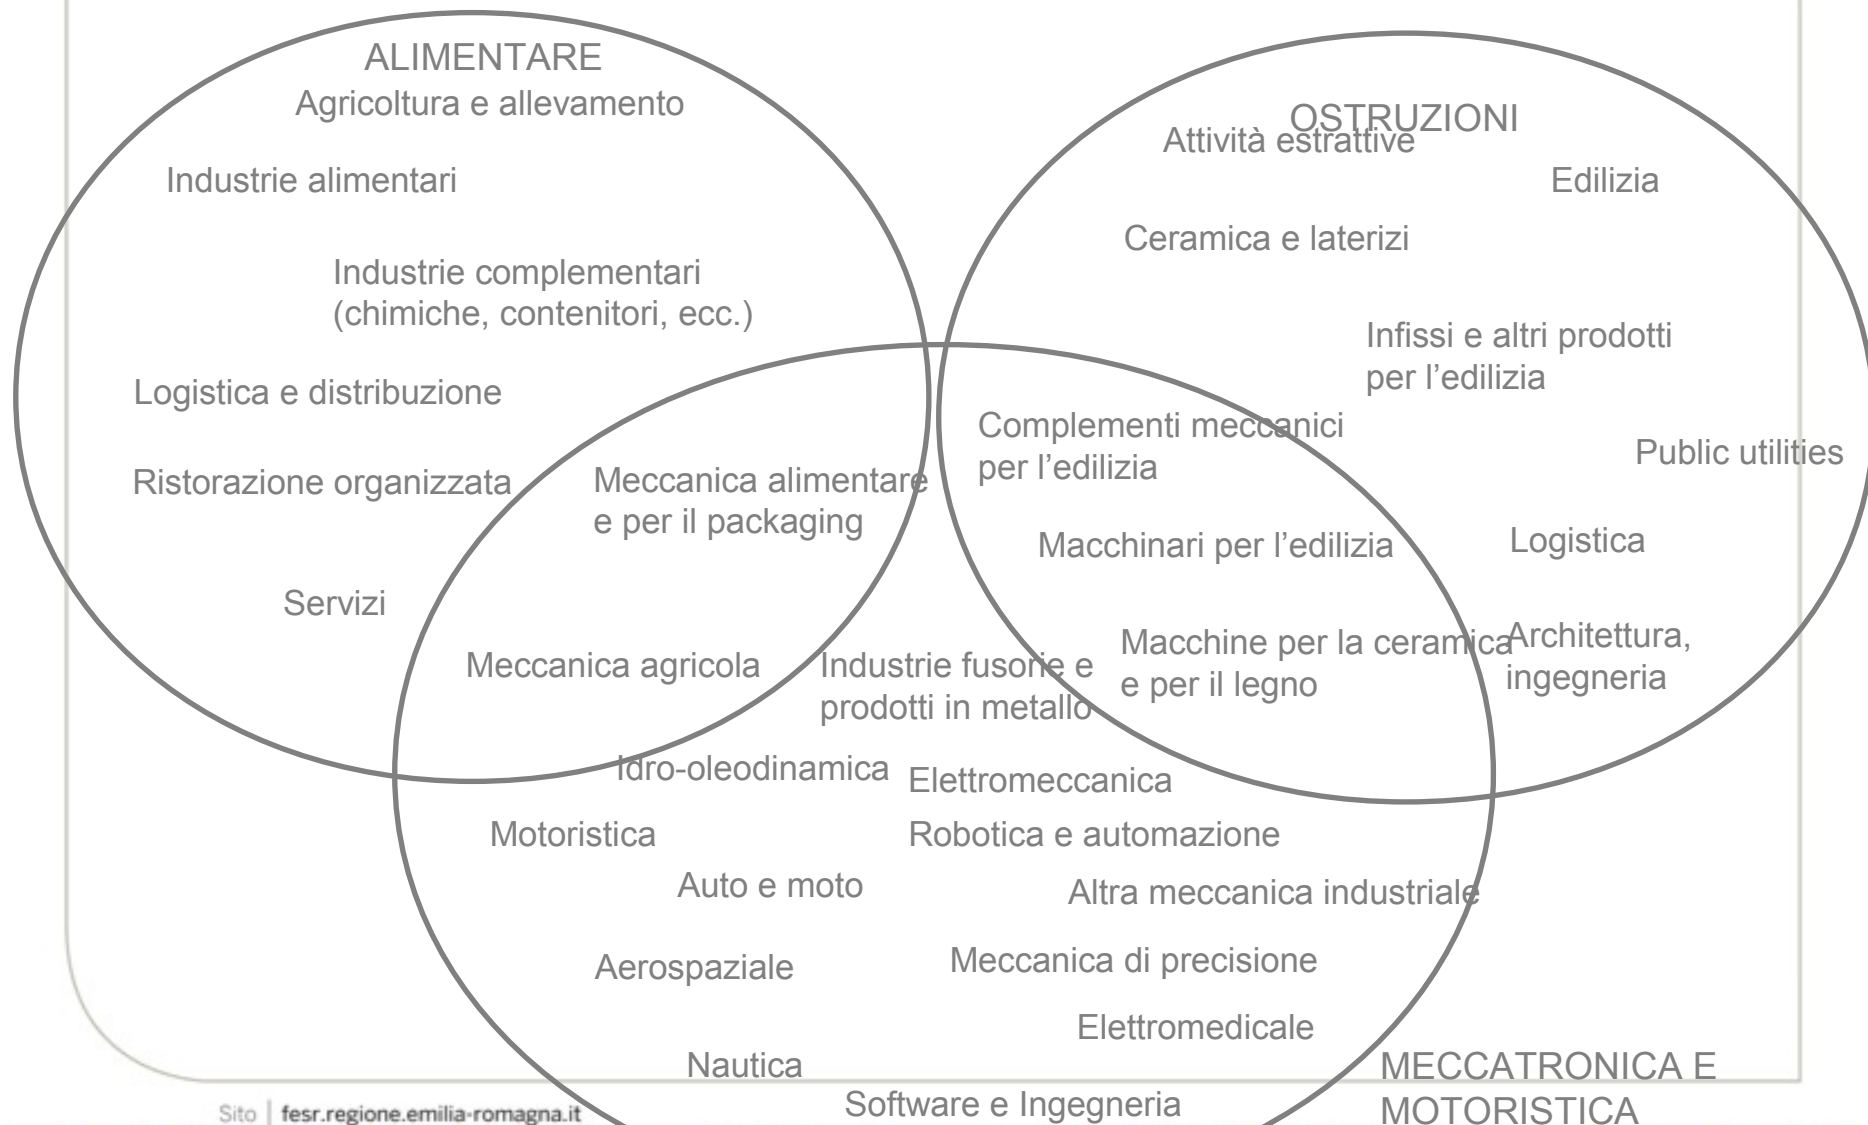 ALIMENTARE
Agricoltura e allevamento
Industrie alimentari
Industrie complementari
(chimiche, contenitori, ecc.)
Logistica e distribuzione
Ristorazione organizzata
Servizi
Meccanica alimentare
e per il packaging
Meccanica agricola
OSTRUZIONI
Attività estrattive
Edilizia
Ceramica e laterizi
Infissi e altri prodotti
per l’edilizia
Public utilities
Logistica
Architettura,
ingegneria
Complementi meccanici
per l’edilizia
Macchinari per l’edilizia
Macchine per la ceramica
e per il legno
Industrie fusorie e
prodotti in metallo
Idro-oleodinamica
Elettromeccanica
Motoristica
Robotica e automazione
Auto e moto
Altra meccanica industriale
Aerospaziale
Meccanica di precisione
Elettromedicale
Nautica
Software e Ingegneria
MECCATRONICA E
MOTORISTICA
Sito | fesr.regione.emilia-romagna.it